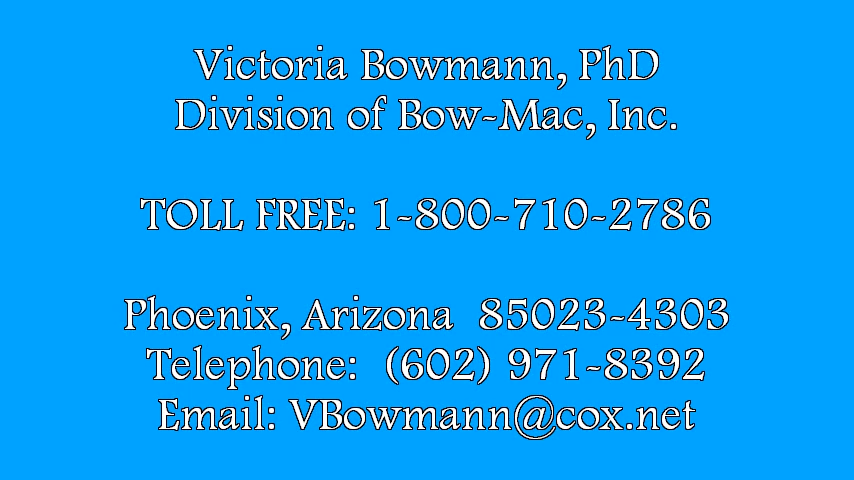 Victoria Bowmann, PhD
Division of Bow-Mac, Inc.
TOLL FREE: 1-800-710-2786
Phoenix, Arizona  85023-4303
Telephone:  (602) 971-8392
Email: VBowmann@cox.net